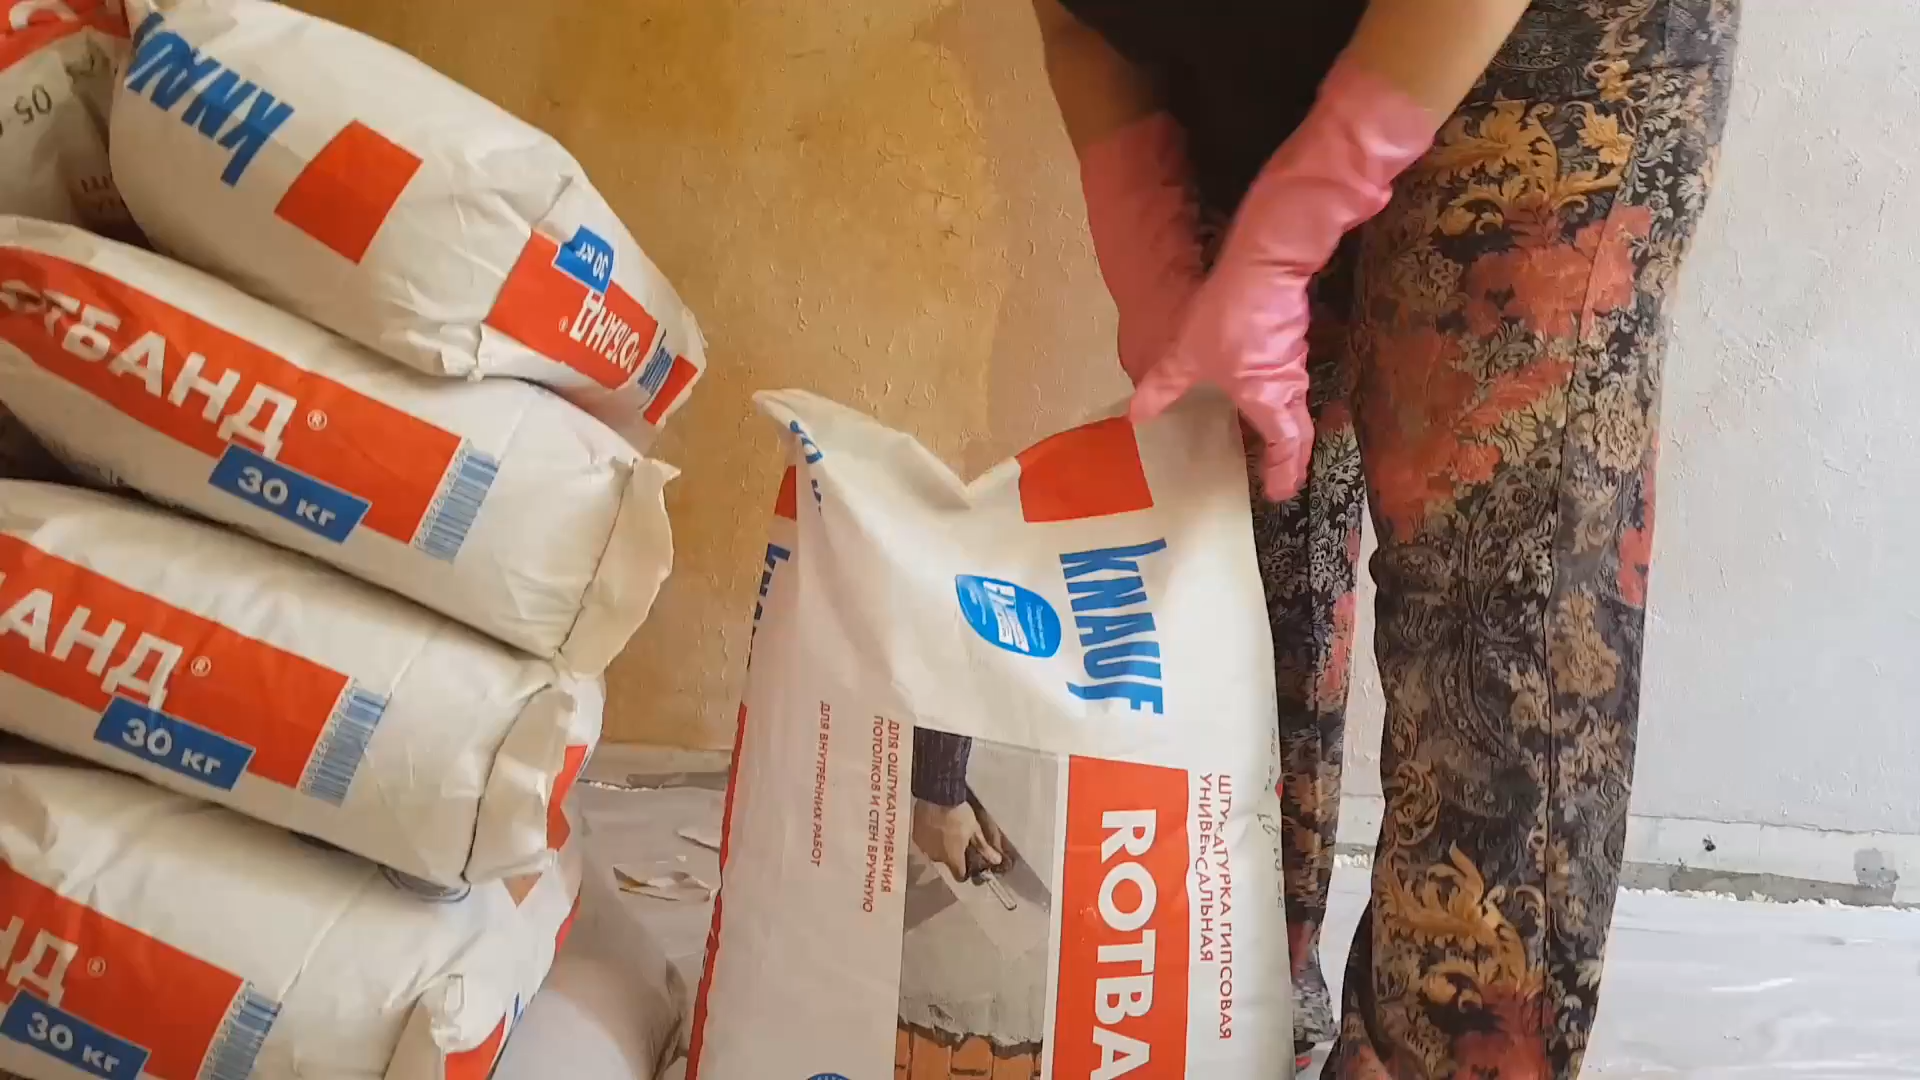 KNAUF
30 кг
РОТБАНД®
KNAUF
ОТБАНД®
30 кг
АНД®
30 кг
НД®
30 кг
KNAUF
ШТУКАТУРКА ГИПСОВАЯ
УНИВЕРСАЛЬНАЯ
ROTBA
ДЛЯ ОШТУКАТУРИВАНИЯ
ПОТОЛКОВ И СТЕН ВРУЧНУЮ
ДЛЯ ВНУТРЕННИХ РАБОТ